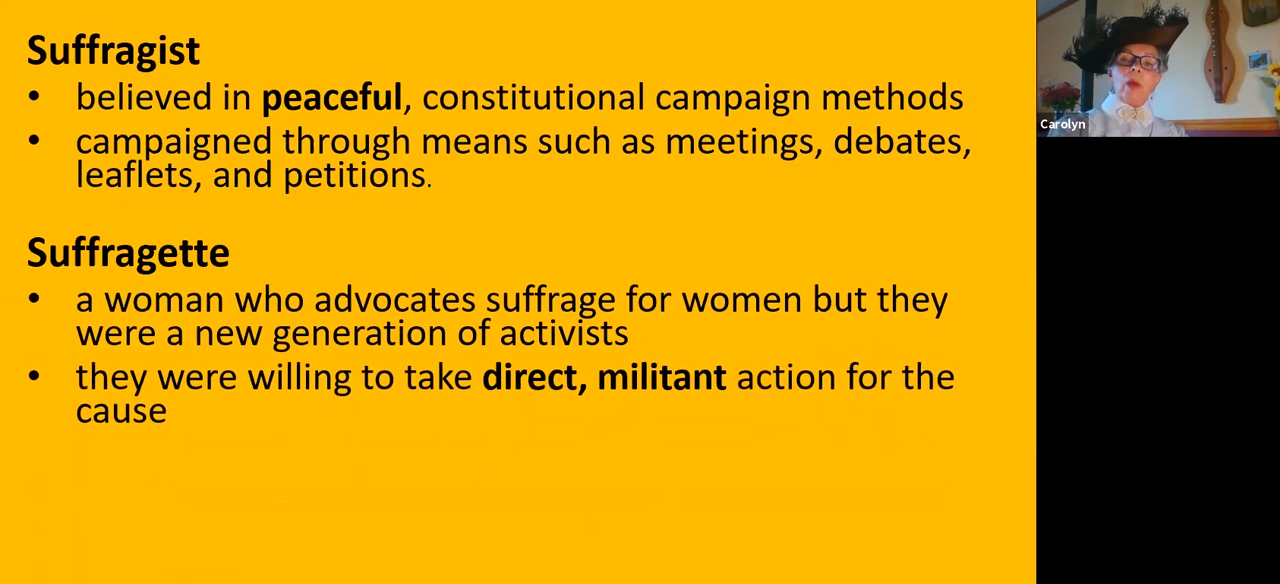 Suffragist
• believed in peaceful, constitutional campaign methods
• campaigned through means such as meetings, debates,
leaflets, and petitions.
Suffragette
• a woman who advocates suffrage for women but they
were a new generation of activists
• they were willing to take direct, militant action for the
cause
Carolyn